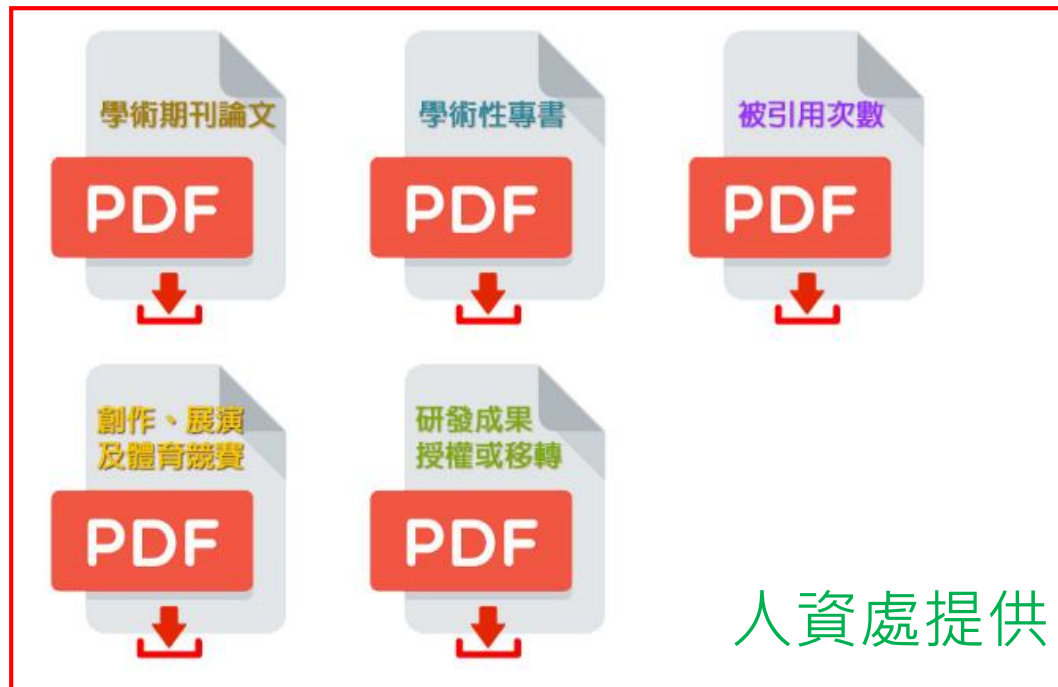 學術期刊論文
PDF
學術性專書
PDF
被引用次數
PDF
創作、展演
及體育競賽
PDF
研發成果
授權或移轉
PDF
人資處提供